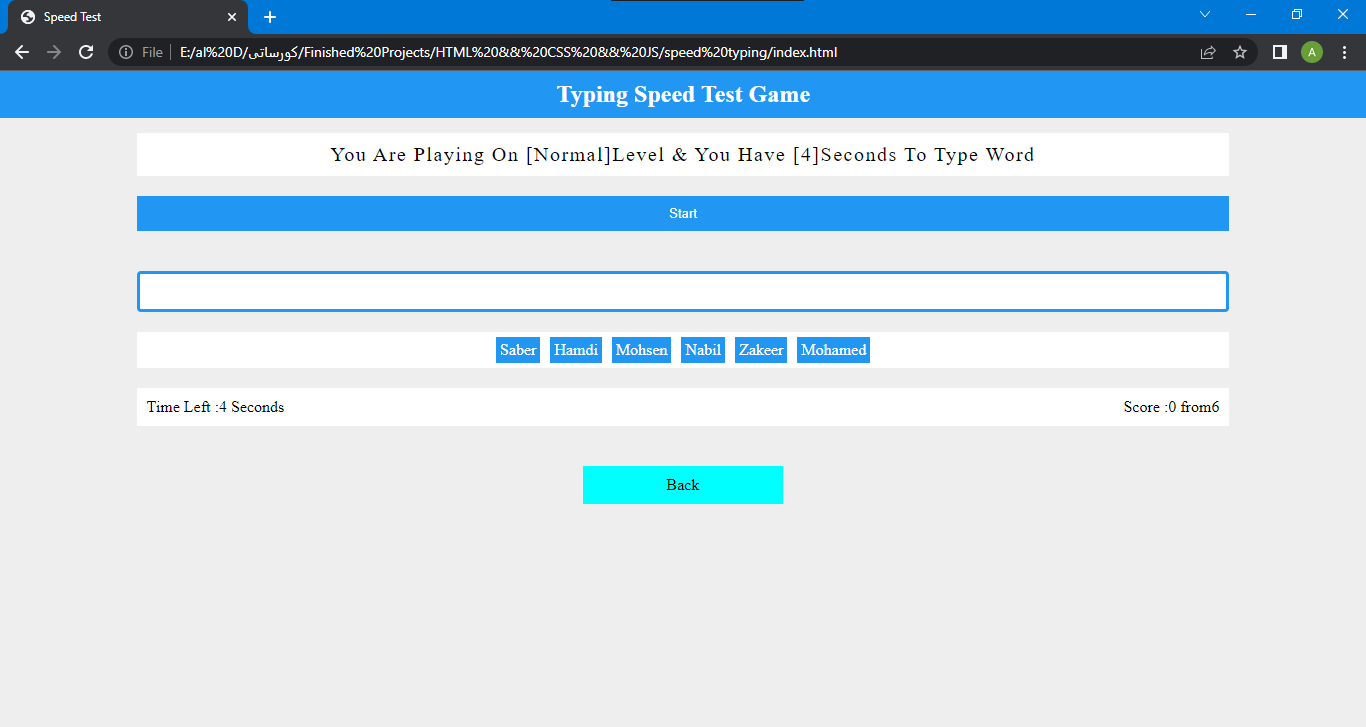 Speed Test
File E:/al%20D/كورساتى/Finished%20Projects/HTML%20&&%20CSS%20&&%20JS/speed%20typing/index.html
A
Typing Speed Test Game
You Are Playing On [Normal]Level & You Have [4]Seconds To Type Word
Start
Saber Hamdi Mohsen Nabil Zakeer Mohamed
Time Left :4 Seconds Score :0 from6
Back